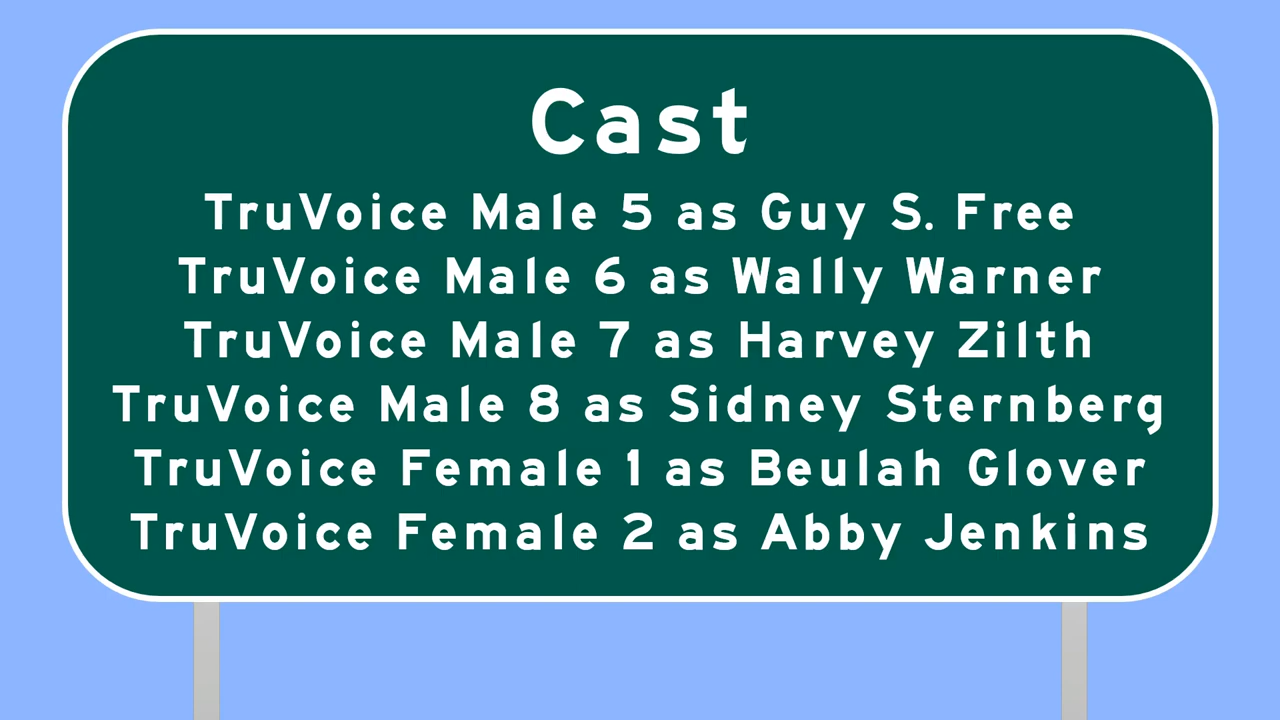 Cast
TruVoice Male 5 as Guy S. Free
TruVoice Male 6 as Wally Warner
TruVoice Male 7 as Harvey Zilth
TruVoice Male 8 as Sidney Sternberg
TruVoice Female 1 as Beulah Glover
TruVoice Female 2 as Abby Jenkins